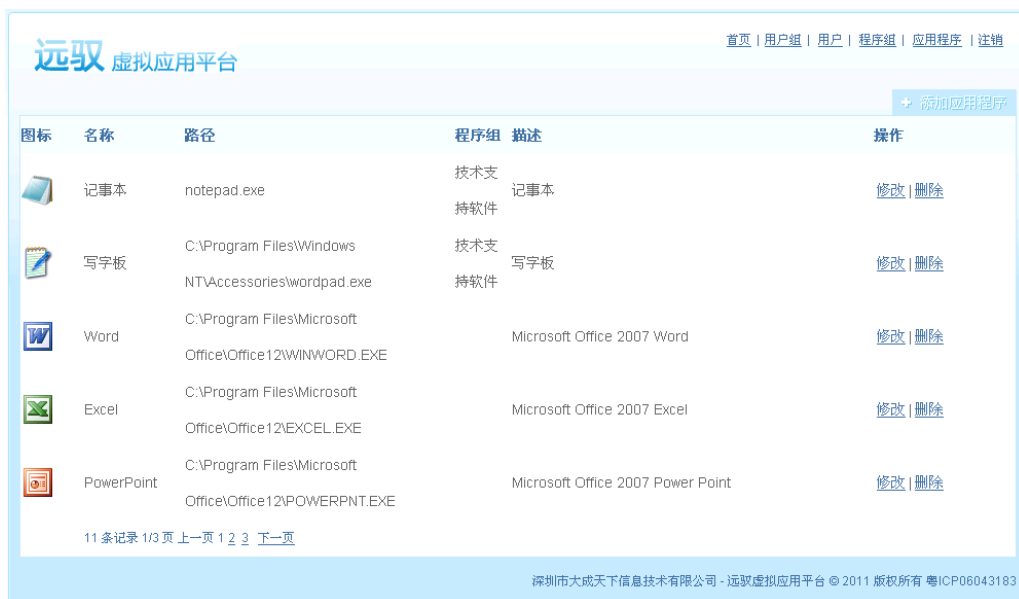 远驭 虚拟应用平台
首页 | 用户组 | 用户 | 程序组 | 应用程序 | 注销
添加应用程序
图标 名称 路径 程序组 描述 操作
记事本 notepad.exe 技术支持软件 记事本 修改 | 删除
写字板 C:\Program Files\Windows NT\Accessories\wordpad.exe 技术支持软件 写字板 修改 | 删除
Word C:\Program Files\Microsoft Office\Office12\WINWORD.EXE Microsoft Office 2007 Word 修改 | 删除
Excel C:\Program Files\Microsoft Office\Office12\EXCEL.EXE Microsoft Office 2007 Excel 修改 | 删除
PowerPoint C:\Program Files\Microsoft Office\Office12\POWERPNT.EXE Microsoft Office 2007 Power Point 修改 | 删除
11 条记录 1/3 页 上一页 1 2 3 下一页
深圳市大成天下信息技术有限公司 - 远驭虚拟应用平台 © 2011 版权所有 粤ICP06043183